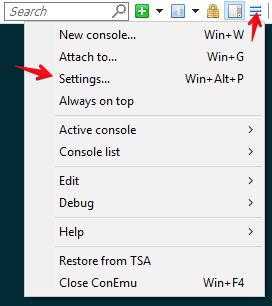 Search
New console... Win+W
Attach to... Win+G
Settings... Win+Alt+P
Always on top
Active console
Console list
Edit
Debug
Help
Restore from TSA
Close ConEmu Win+F4